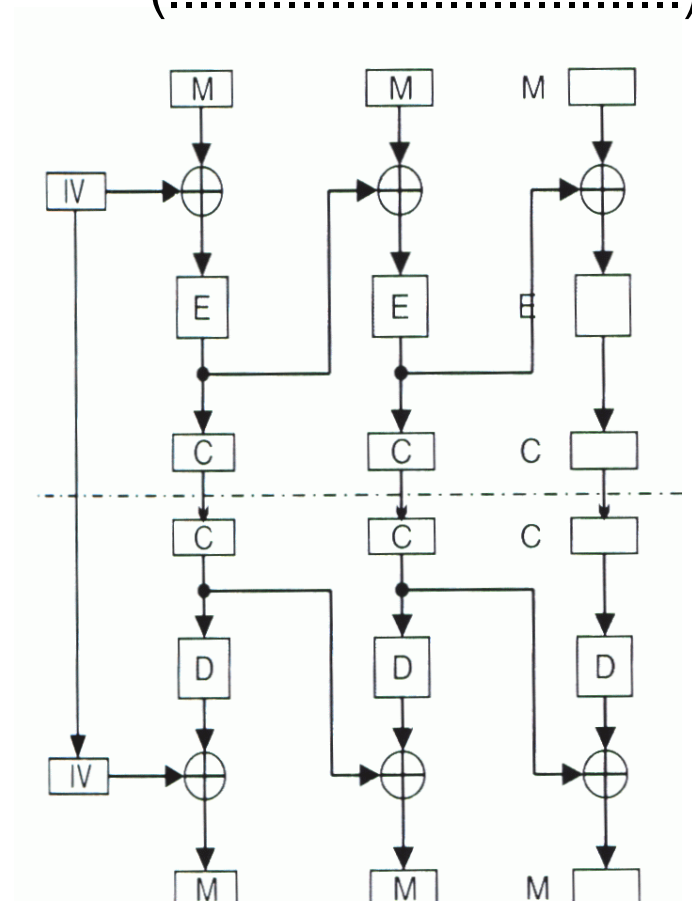 (....................................)
M M M
IV
E E E
C C C
C C C
D D D
IV
M M M